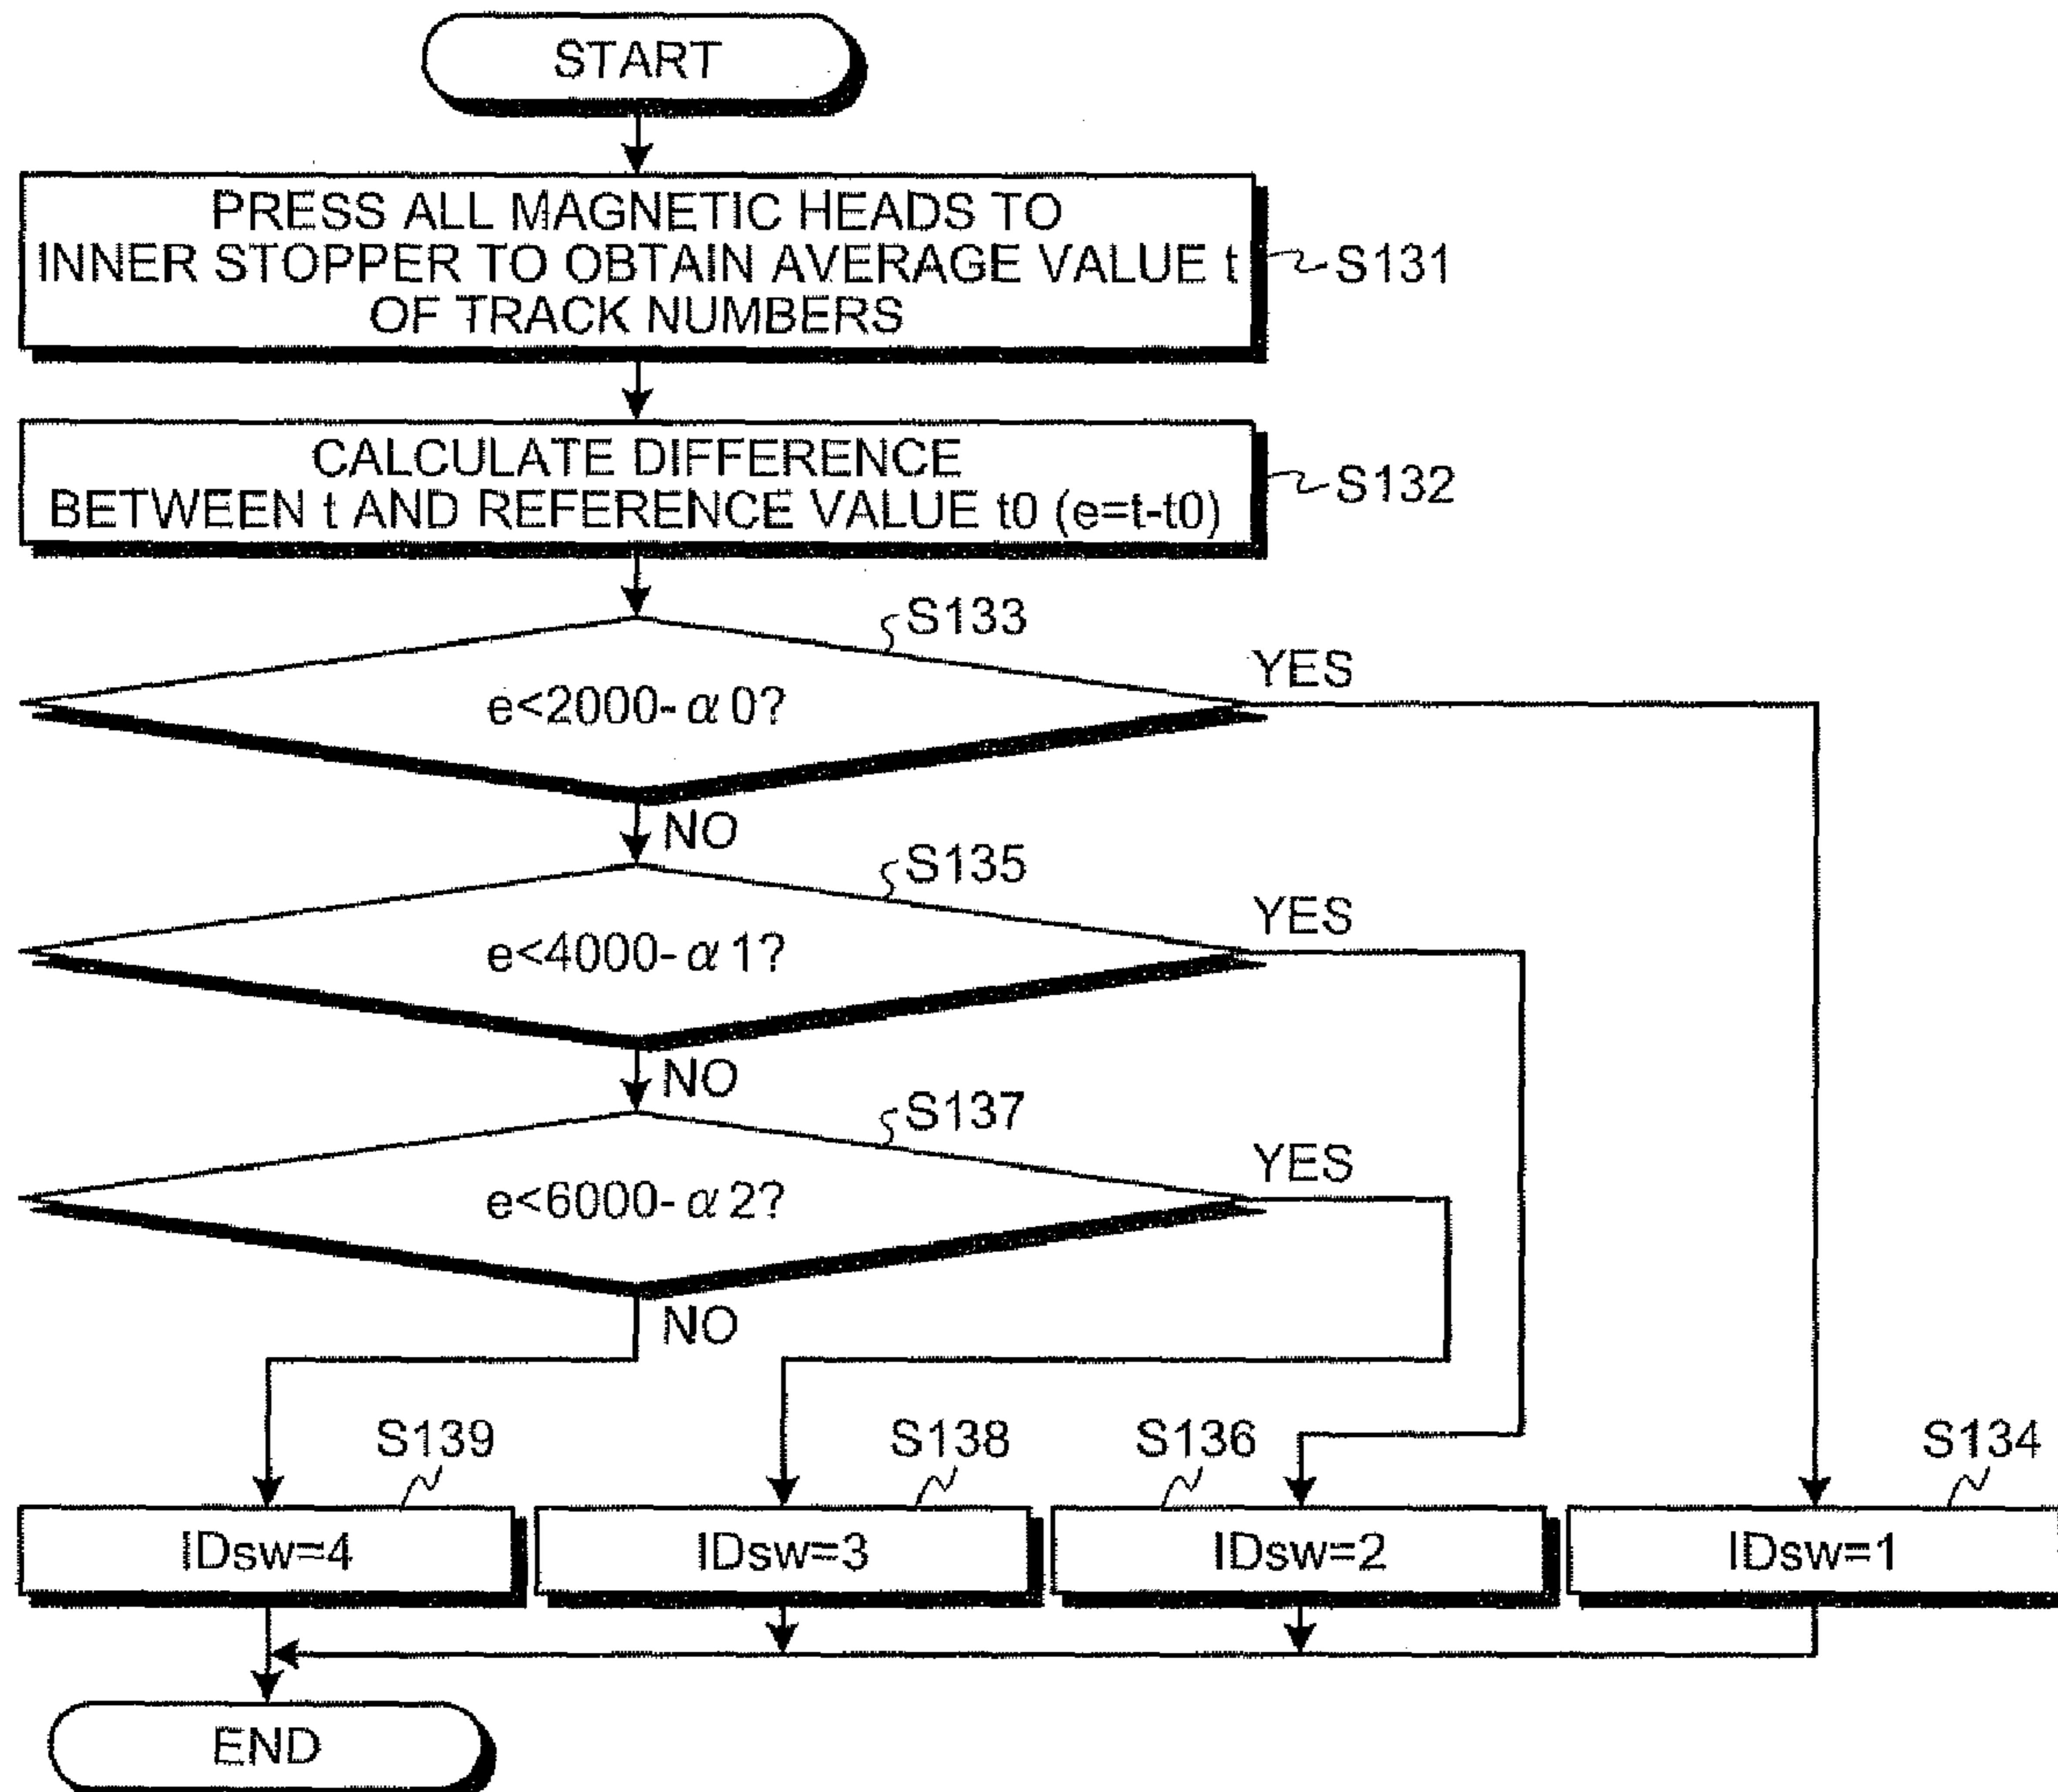 START
PRESS ALL MAGNETIC HEADS TO
INNER STOPPER TO OBTAIN AVERAGE VALUE t
OF TRACK NUMBERS
S131
CALCULATE DIFFERENCE
BETWEEN t AND REFERENCE VALUE t0 (e=t-t0)
S132
S133
e<2000-α0?
YES
NO
S135
e<4000-α1?
YES
NO
S137
e<6000-α2?
YES
NO
S139
S138
S136
S134
IDsw=4
IDsw=3
IDsw=2
IDsw=1
END